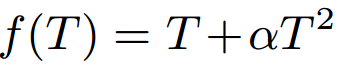 f(T) = T+αT²